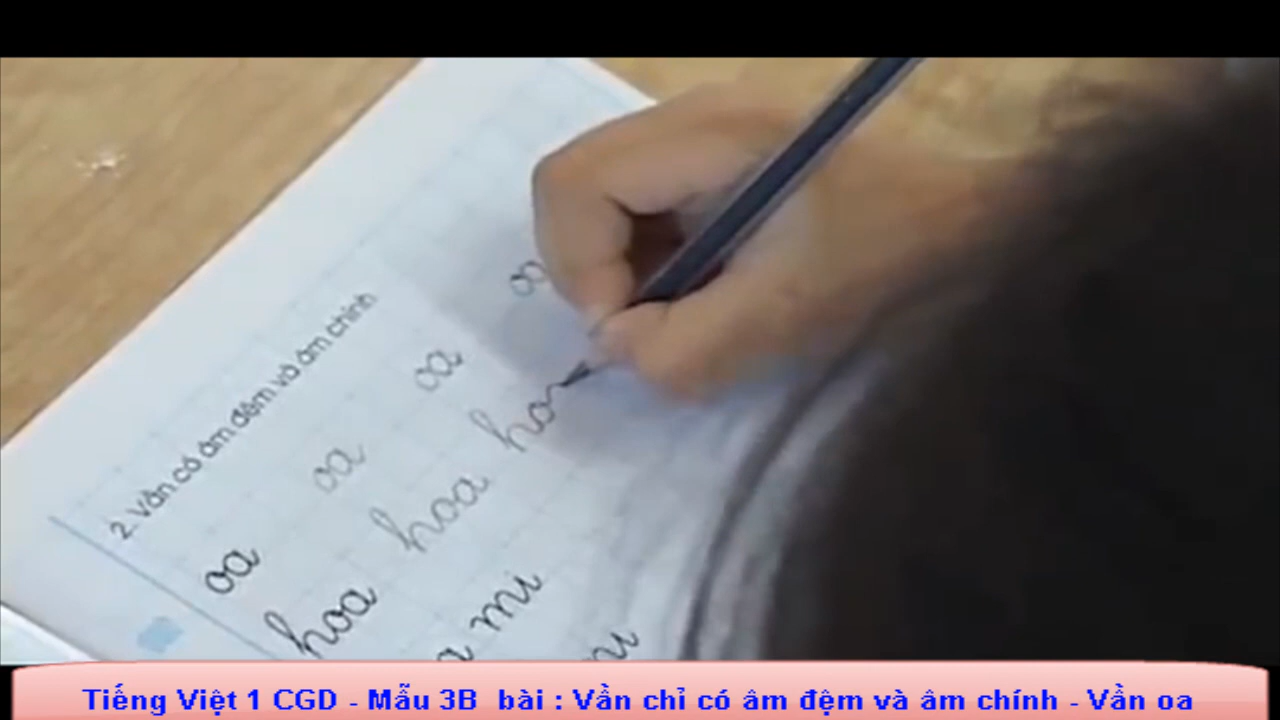 2. Vần có âm đệm và âm chính
oa oa oa oa
hoa hoa ho
mi
Tiếng Việt 1 CGD - Mẫu 3B bài : Vần chỉ có âm đệm và âm chính - Vần oa